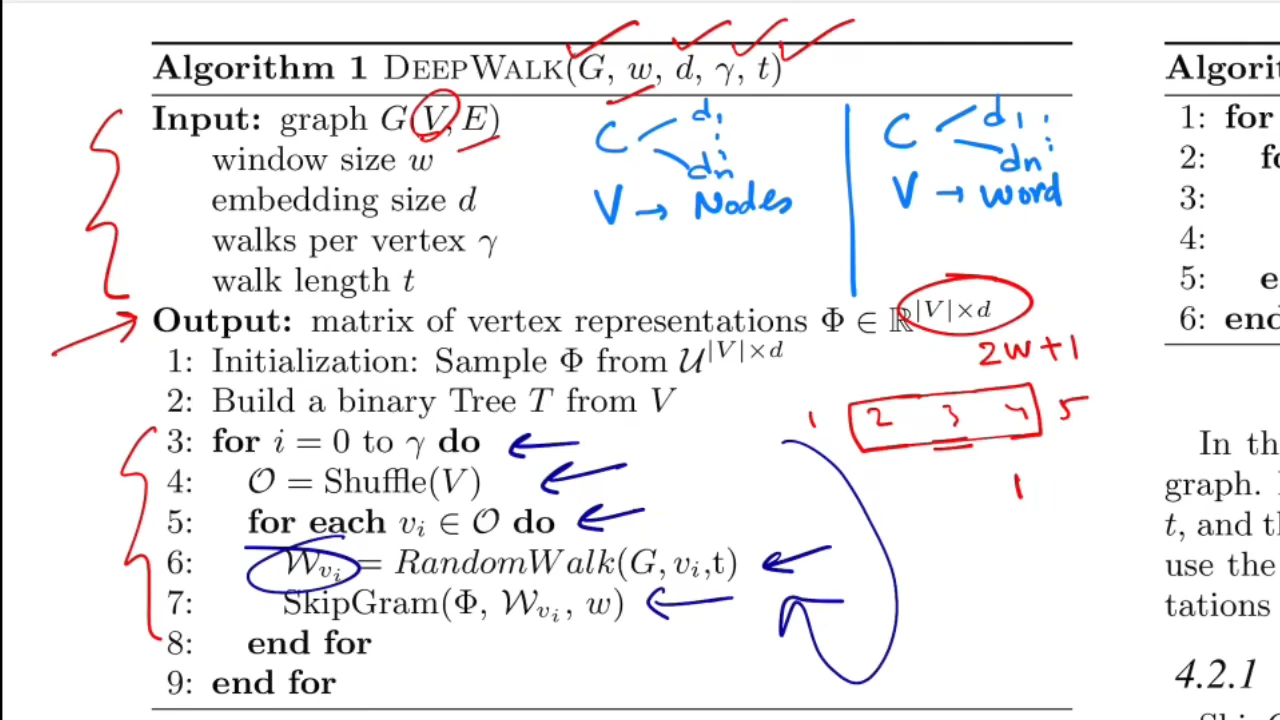 Algorithm 1 DEEPWALK(G, w, d, γ, t)
Input: graph G(V, E)
window size w
embedding size d
walks per vertex γ
walk length t
Output: matrix of vertex representations Φ ∈ ℝ^|V|×d
1: Initialization: Sample Φ from 𝒰^|V|×d
2: Build a binary Tree T from V
3: for i = 0 to γ do
4: 𝒪 = Shuffle(V)
5: for each v_i ∈ 𝒪 do
6: 𝒲_v_i = RandomWalk(G, v_i,t)
7: SkipGram(Φ, 𝒲_v_i, w)
8: end for
9: end for
C d1
⋮
dn
V → Nodes
C d1
⋮
dn
V → word
2w+1
1 2 3 4 5
1
Algorit
1: for
2: fo
3:
4:
5: e
6: end
In th
graph.
t, and th
use the
tations
4.2.1